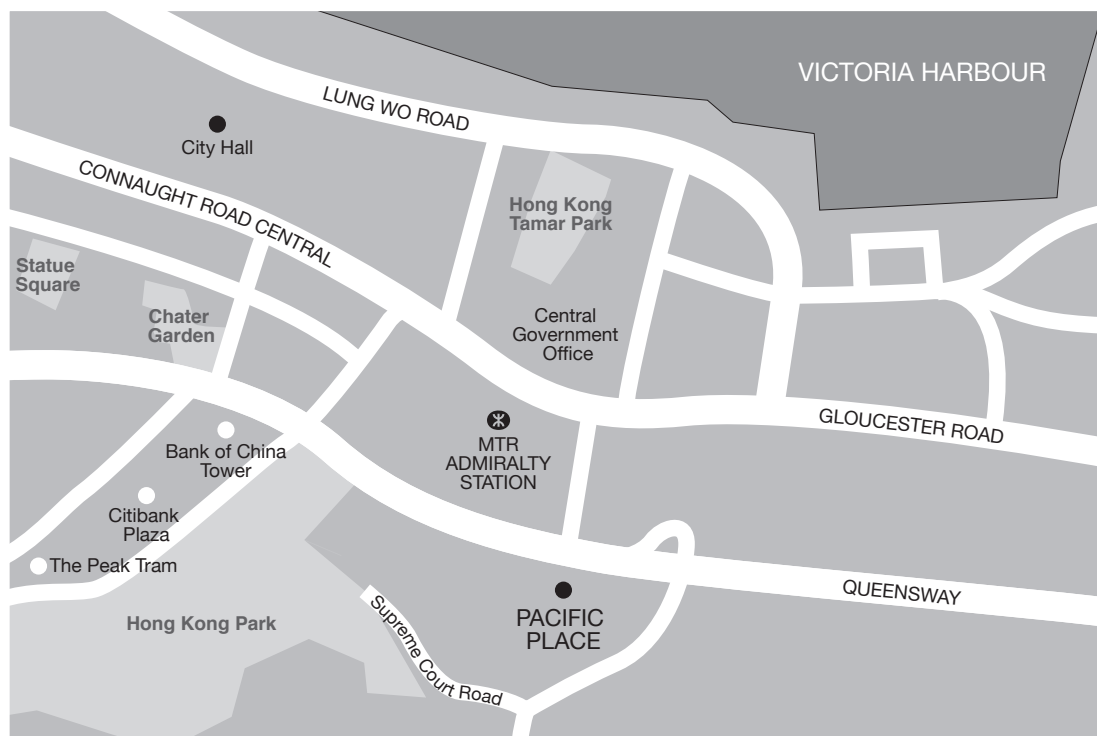 VICTORIA HARBOUR
LUNG WO ROAD
City Hall
CONNAUGHT ROAD CENTRAL
Hong Kong
Tamar Park
Statue
Square
Chater
Garden
Central
Government
Office
GLOUCESTER ROAD
MTR
ADMIRALTY
STATION
Bank of China
Tower
Citibank
Plaza
The Peak Tram
QUEENSWAY
PACIFIC
PLACE
Hong Kong Park
Supreme Court Road